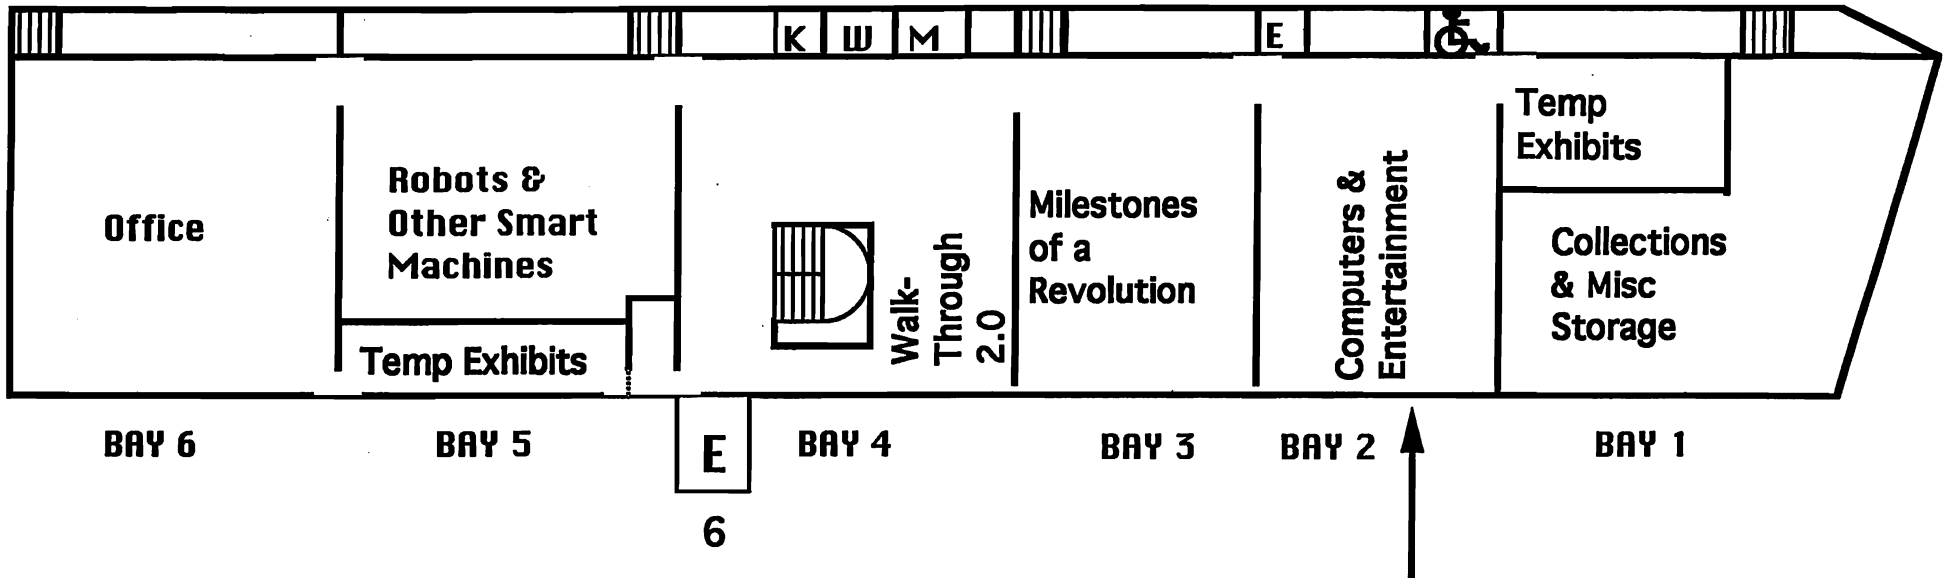 K W M E
Temp
Exhibits
Office
Robots &
Other Smart
Machines
Temp Exhibits
Walk-
Through
2.0
Milestones
of a
Revolution
Computers &
Entertainment
Collections
& Misc
Storage
BAY 6 BAY 5 BAY 4 BAY 3 BAY 2 BAY 1
E
6